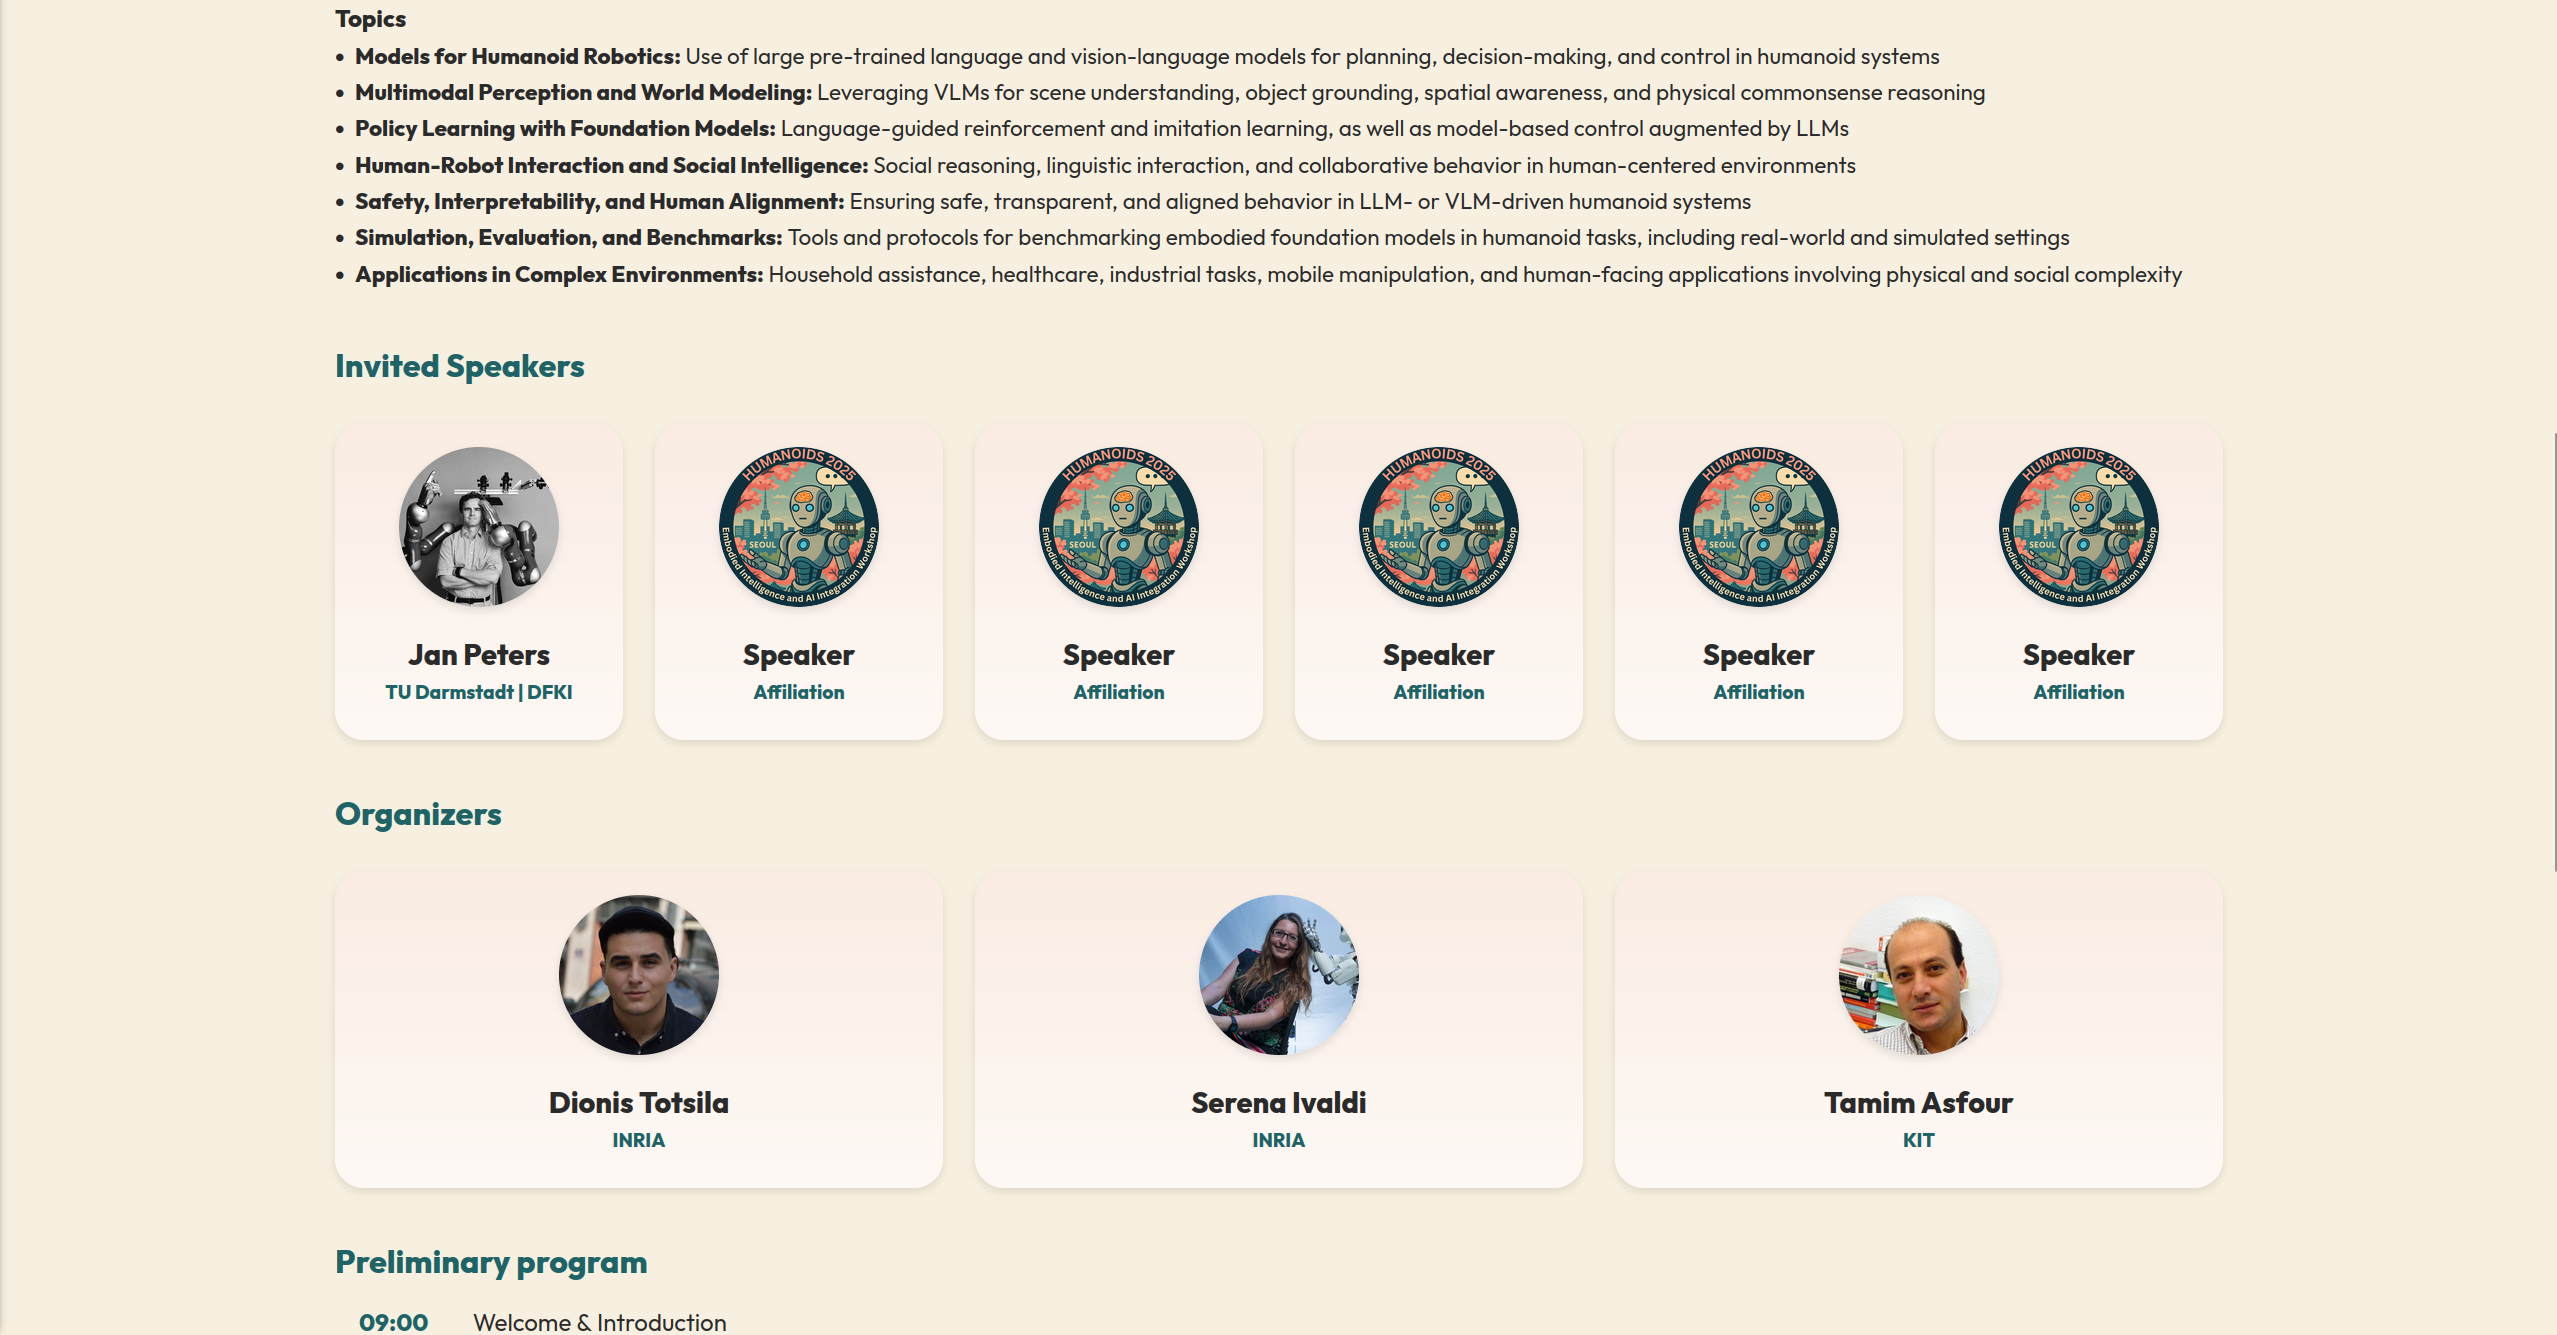 Topics
• Models for Humanoid Robotics: Use of large pre-trained language and vision-language models for planning, decision-making, and control in humanoid systems
• Multimodal Perception and World Modeling: Leveraging VLMs for scene understanding, object grounding, spatial awareness, and physical commonsense reasoning
• Policy Learning with Foundation Models: Language-guided reinforcement and imitation learning, as well as model-based control augmented by LLMs
• Human-Robot Interaction and Social Intelligence: Social reasoning, linguistic interaction, and collaborative behavior in human-centered environments
• Safety, Interpretability, and Human Alignment: Ensuring safe, transparent, and aligned behavior in LLM- or VLM-driven humanoid systems
• Simulation, Evaluation, and Benchmarks: Tools and protocols for benchmarking embodied foundation models in humanoid tasks, including real-world and simulated settings
• Applications in Complex Environments: Household assistance, healthcare, industrial tasks, mobile manipulation, and human-facing applications involving physical and social complexity
Invited Speakers
HUMANOIDS 2025
SEOUL
Embodied Intelligence and AI Integration Workshop
HUMANOIDS 2025
SEOUL
Embodied Intelligence and AI Integration Workshop
HUMANOIDS 2025
SEOUL
Embodied Intelligence and AI Integration Workshop
HUMANOIDS 2025
SEOUL
Embodied Intelligence and AI Integration Workshop
HUMANOIDS 2025
SEOUL
Embodied Intelligence and AI Integration Workshop
Jan Peters
TU Darmstadt | DFKI
Speaker
Affiliation
Speaker
Affiliation
Speaker
Affiliation
Speaker
Affiliation
Speaker
Affiliation
Organizers
Dionis Totsila
INRIA
Serena Ivaldi
INRIA
Tamim Asfour
KIT
Preliminary program
09:00 Welcome & Introduction